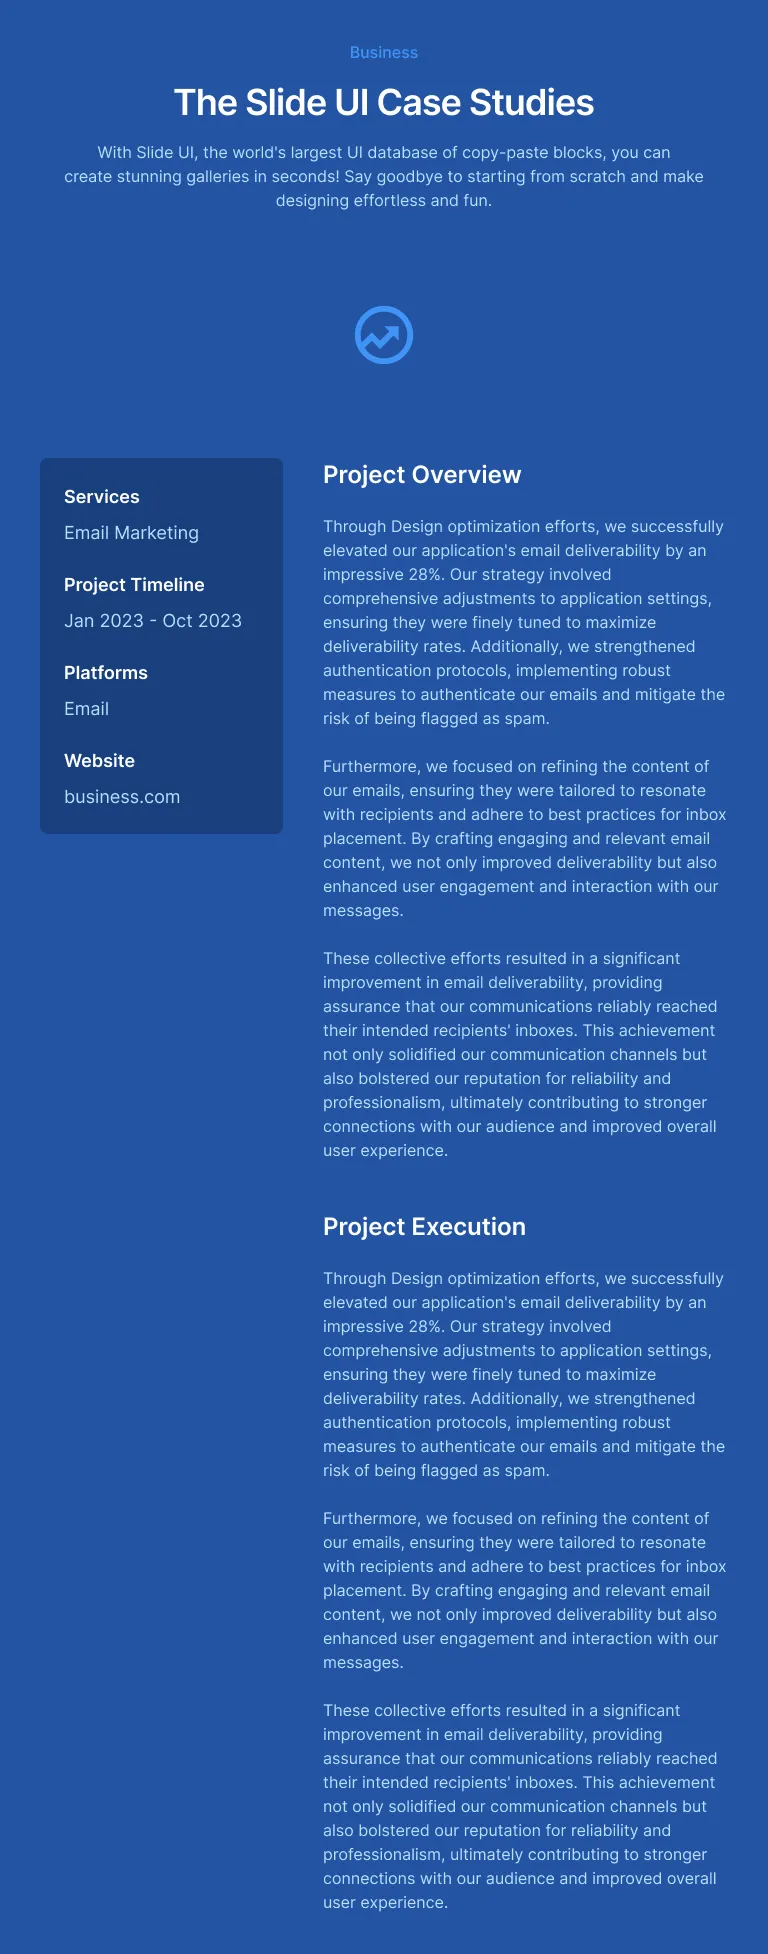 Business
The Slide UI Case Studies
With Slide UI, the world's largest UI database of copy-paste blocks, you can
create stunning galleries in seconds! Say goodbye to starting from scratch and make
designing effortless and fun.
Services
Email Marketing
Project Timeline
Jan 2023 - Oct 2023
Platforms
Email
Website
business.com
Project Overview
Through Design optimization efforts, we successfully
elevated our application's email deliverability by an
impressive 28%. Our strategy involved
comprehensive adjustments to application settings,
ensuring they were finely tuned to maximize
deliverability rates. Additionally, we strengthened
authentication protocols, implementing robust
measures to authenticate our emails and mitigate the
risk of being flagged as spam.
Furthermore, we focused on refining the content of
our emails, ensuring they were tailored to resonate
with recipients and adhere to best practices for inbox
placement. By crafting engaging and relevant email
content, we not only improved deliverability but also
enhanced user engagement and interaction with our
messages.
These collective efforts resulted in a significant
improvement in email deliverability, providing
assurance that our communications reliably reached
their intended recipients' inboxes. This achievement
not only solidified our communication channels but
also bolstered our reputation for reliability and
professionalism, ultimately contributing to stronger
connections with our audience and improved overall
user experience.
Project Execution
Through Design optimization efforts, we successfully
elevated our application's email deliverability by an
impressive 28%. Our strategy involved
comprehensive adjustments to application settings,
ensuring they were finely tuned to maximize
deliverability rates. Additionally, we strengthened
authentication protocols, implementing robust
measures to authenticate our emails and mitigate the
risk of being flagged as spam.
Furthermore, we focused on refining the content of
our emails, ensuring they were tailored to resonate
with recipients and adhere to best practices for inbox
placement. By crafting engaging and relevant email
content, we not only improved deliverability but also
enhanced user engagement and interaction with our
messages.
These collective efforts resulted in a significant
improvement in email deliverability, providing
assurance that our communications reliably reached
their intended recipients' inboxes. This achievement
not only solidified our communication channels but
also bolstered our reputation for reliability and
professionalism, ultimately contributing to stronger
connections with our audience and improved overall
user experience.